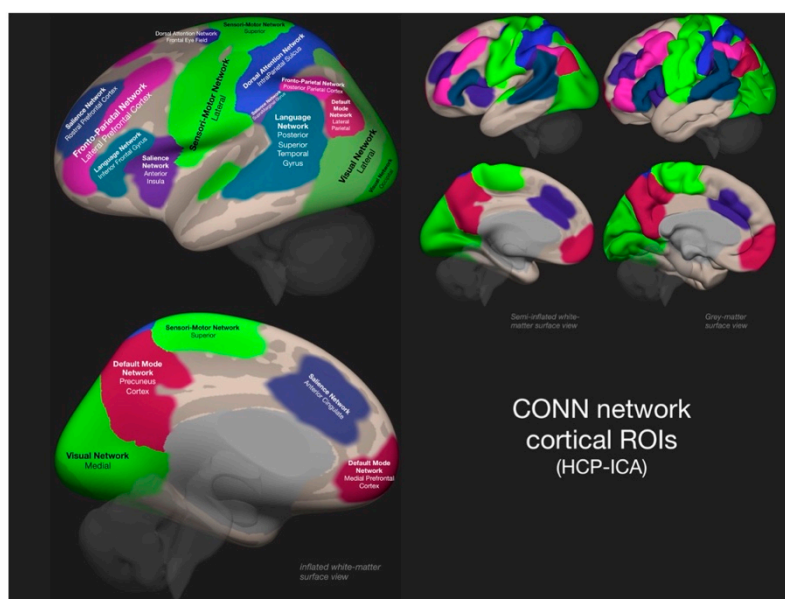 Sensori-Motor Network
Superior
Dorsal Attention Network
Frontal Eye Field
Dorsal Attention Network
IntraParietal Sulcus
Fronto-Parietal Network
Posterior Parietal Cortex
Salience Network
Rostral Prefrontal Cortex
Fronto-Parietal Network
Lateral Prefrontal Cortex
Sensori-Motor Network
Lateral
Default
Mode
Network
Lateral
Parietal
Language Network
Inferior Frontal Gyrus
Salience
Network
Anterior
Insula
Language
Network
Posterior
Superior
Temporal
Gyrus
Visual Network
Lateral
Visual Network
Sensori-Motor Network
Superior
Default Mode
Network
Precuneus
Cortex
Salience Network
Anterior Cingulate
Visual Network
Medial
Default Mode
Network
Medial Prefrontal
Cortex
inflated white-matter
surface view
Semi-inflated white-
matter surface view
Grey-matter
surface view
CONN network
cortical ROIs
(HCP-ICA)